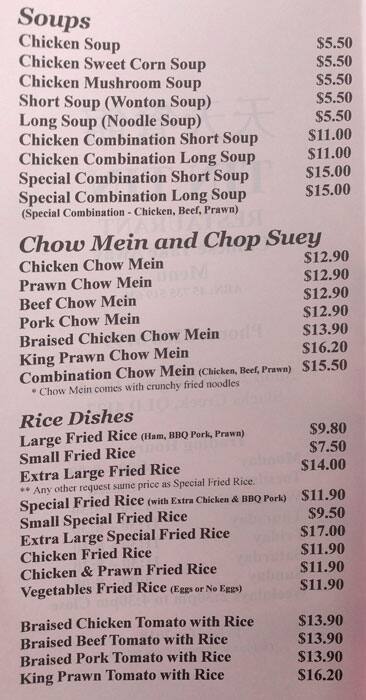 Soups
Chicken Soup $5.50
Chicken Sweet Corn Soup $5.50
Chicken Mushroom Soup $5.50
Short Soup (Wonton Soup) $5.50
Long Soup (Noodle Soup) $5.50
Chicken Combination Short Soup $11.00
Chicken Combination Long Soup $11.00
Special Combination Short Soup $15.00
Special Combination Long Soup $15.00
(Special Combination - Chicken, Beef, Prawn)
Chow Mein and Chop Suey
Chicken Chow Mein $12.90
Prawn Chow Mein $12.90
Beef Chow Mein $12.90
Pork Chow Mein $12.90
Braised Chicken Chow Mein $13.90
King Prawn Chow Mein $16.20
Combination Chow Mein (Chicken, Beef, Prawn) $15.50
* Chow Mein comes with crunchy fried noodles
Rice Dishes
Large Fried Rice (Ham, BBQ Pork, Prawn) $9.80
Small Fried Rice $7.50
Extra Large Fried Rice $14.00
** Any other request same price as Special Fried Rice.
Special Fried Rice (with Extra Chicken & BBQ Pork) $11.90
Small Special Fried Rice $9.50
Extra Large Special Fried Rice $17.00
Chicken Fried Rice $11.90
Chicken & Prawn Fried Rice $11.90
Vegetables Fried Rice (Eggs or No Eggs) $11.90
Braised Chicken Tomato with Rice $13.90
Braised Beef Tomato with Rice $13.90
Braised Pork Tomato with Rice $13.90
King Prawn Tomato with Rice $16.20